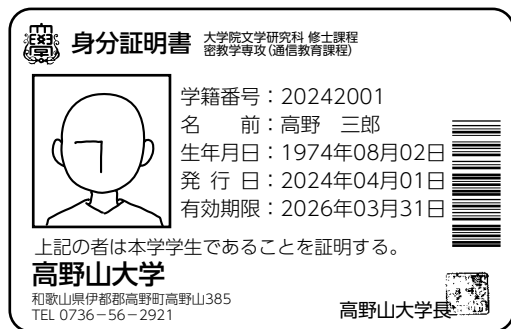 身分証明書
大学院文学研究科 修士課程
密教学専攻(通信教育課程)
学籍番号:20242001
名　　前:高野　三郎
生年月日:1974年08月02日
発 行 日:2024年04月01日
有効期限:2026年03月31日
上記の者は本学学生であることを証明する。
高野山大学
和歌山県伊都郡高野町高野山385
TEL 0736−56−2921
高野山大学長